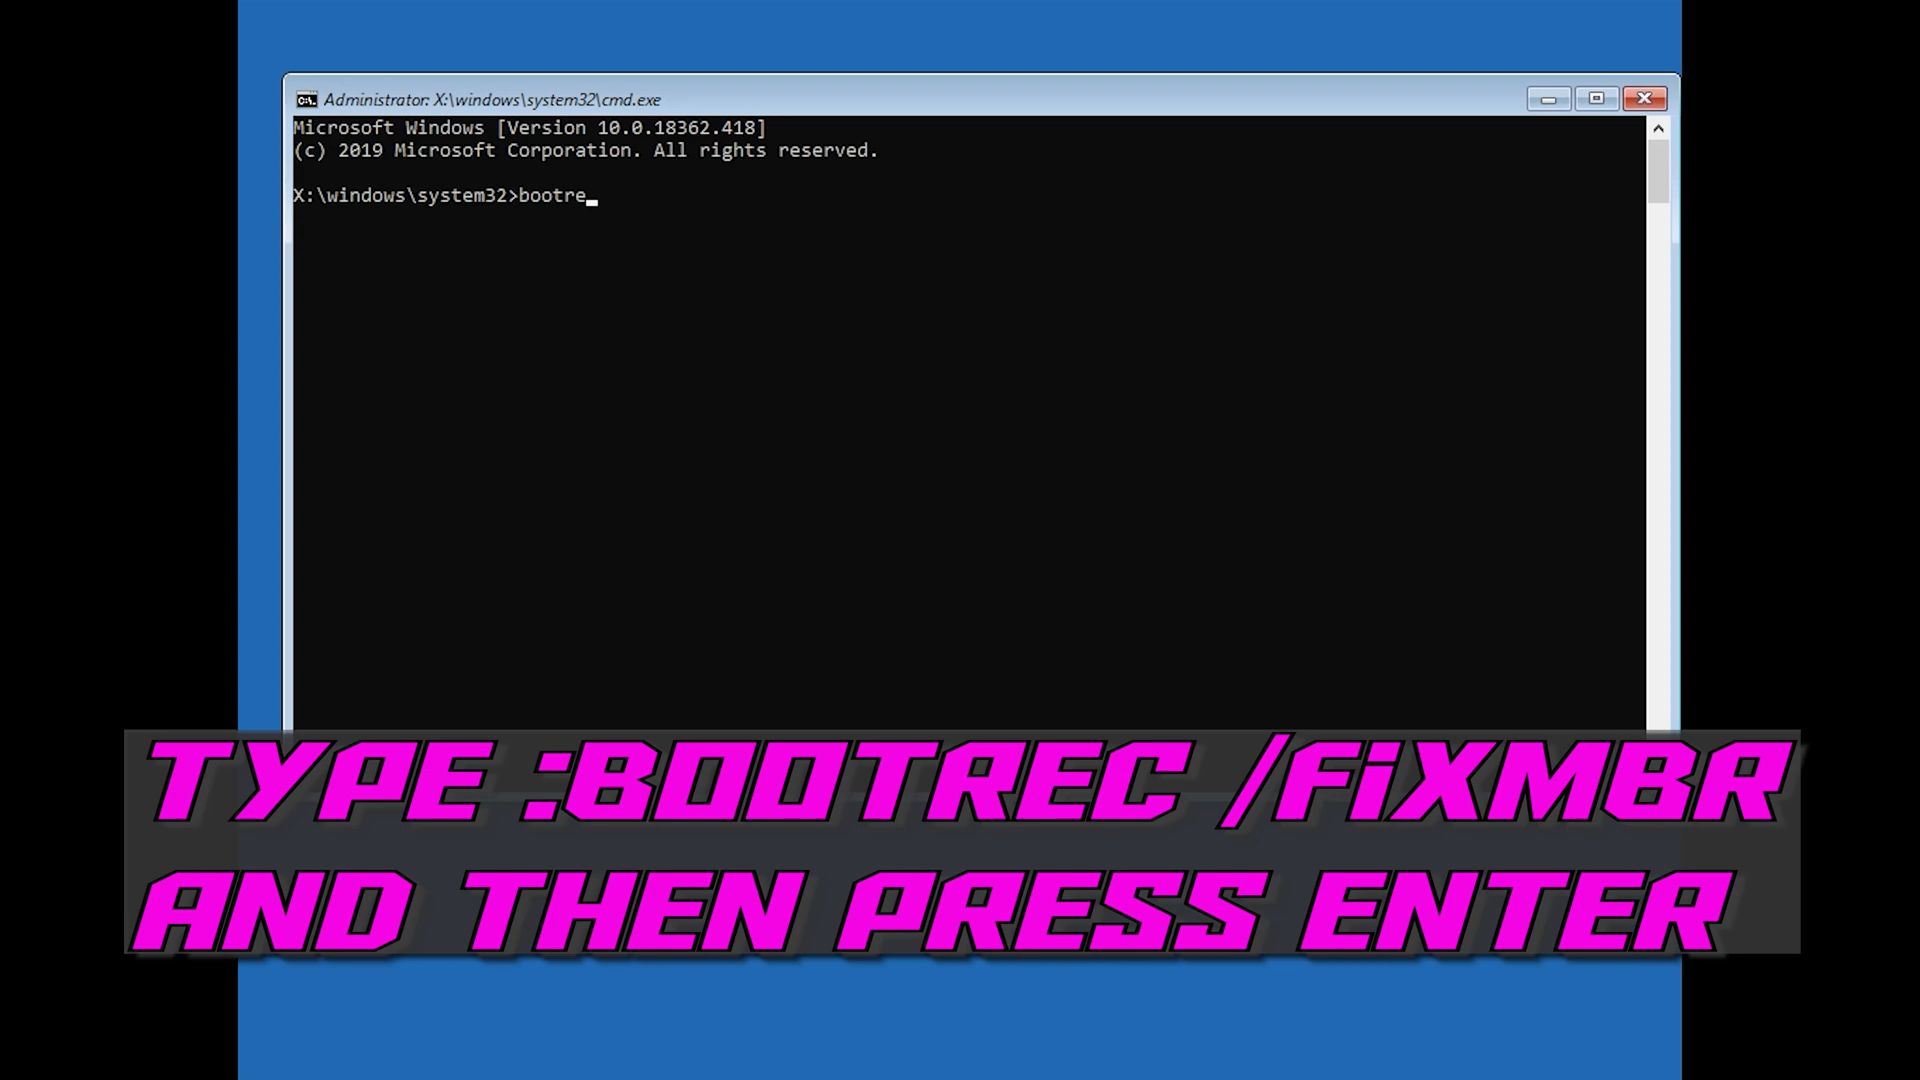 Administrator: X:\windows\system32\cmd.exe
Microsoft Windows [Version 10.0.18362.418]
(c) 2019 Microsoft Corporation. All rights reserved.
X:\windows\system32>bootre
TYPE :BOOTREC /FiXMBR
AND THEN PRESS ENTER